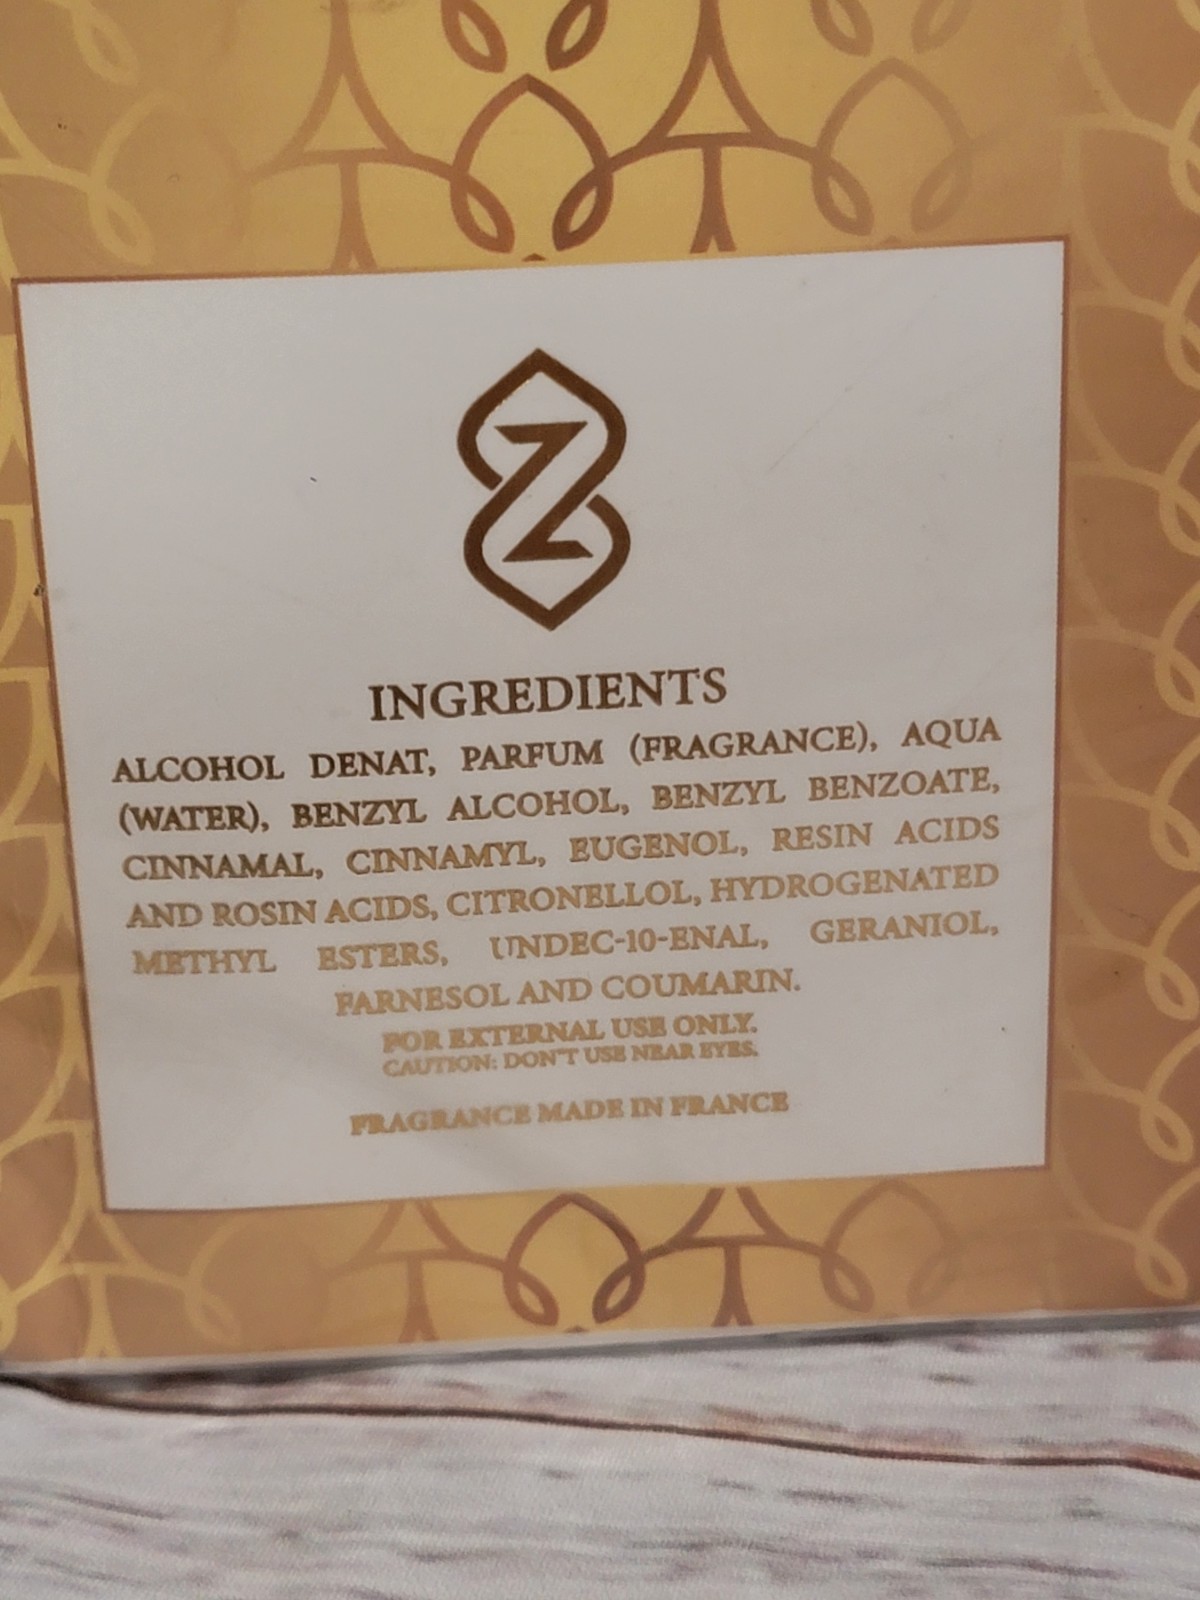 Z
INGREDIENTS
ALCOHOL DENAT, PARFUM (FRAGRANCE), AQUA
(WATER), BENZYL ALCOHOL, BENZYL BENZOATE,
CINNAMAL, CINNAMYL, EUGENOL, RESIN ACIDS
AND ROSIN ACIDS, CITRONELLOL, HYDROGENATED
METHYL ESTERS, UNDEC-10-ENAL, GERANIOL,
FARNESOL AND COUMARIN.
FOR EXTERNAL USE ONLY.
CAUTION: DON'T USE NEAR EYES.
FRAGRANCE MADE IN FRANCE